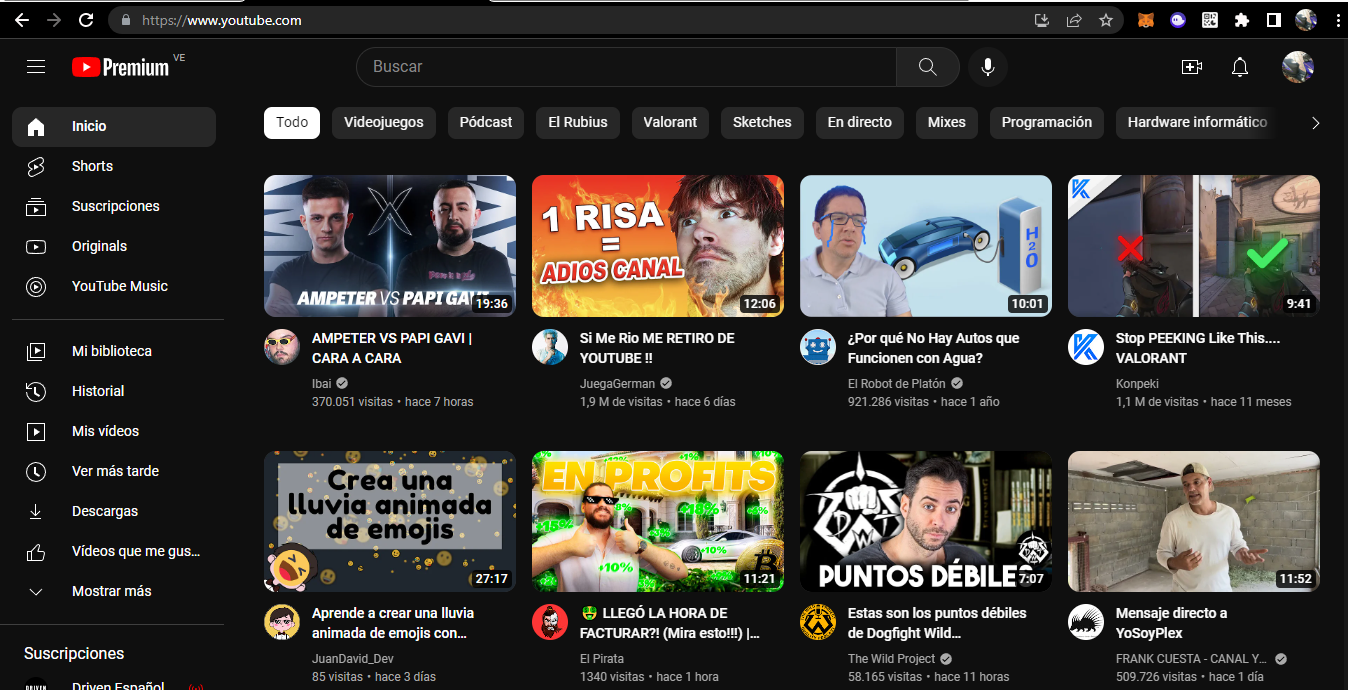 https://www.youtube.com
Premium VE
Buscar
Inicio
Shorts
Suscripciones
Originals
YouTube Music
Mi biblioteca
Historial
Mis vídeos
Ver más tarde
Descargas
Vídeos que me gus...
Mostrar más
Suscripciones
Driven Español
Todo Videojuegos Pódcast El Rubius Valorant Sketches En directo Mixes Programación Hardware informático
AMPETER VS PAPI GAVI
19:36
AMPETER VS PAPI GAVI |
CARA A CARA
Ibai
370.051 visitas • hace 7 horas
1 RISA
=
ADIOS CANAL
12:06
Si Me Rio ME RETIRO DE
YOUTUBE !!
JuegaGerman
1,9 M de visitas • hace 6 días
H2O
10:01
¿Por qué No Hay Autos que
Funcionen con Agua?
El Robot de Platón
921.286 visitas • hace 1 año
9:41
Stop PEEKING Like This....
VALORANT
Konpeki
1,1 M de visitas • hace 11 meses
Crea una
lluvia animada
de emojis
27:17
Aprende a crear una lluvia
animada de emojis con...
JuanDavid_Dev
85 visitas • hace 3 días
EN PROFITS
+10%
+10%
11:21
🤑 LLEGÓ LA HORA DE
FACTURAR?! (Mira esto!!!) |...
El Pirata
1340 visitas • hace 1 hora
PUNTOS DÉBILES
7:07
Estas son los puntos débiles
de Dogfight Wild...
The Wild Project
58.165 visitas • hace 11 horas
11:52
Mensaje directo a
YoSoyPlex
FRANK CUESTA - CANAL Y...
509.726 visitas • hace 1 día